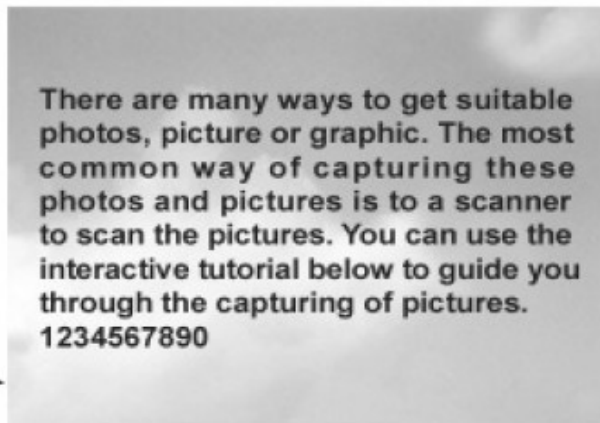 There are many ways to get suitable
photos, picture or graphic. The most
common way of capturing these
photos and pictures is to a scanner
to scan the pictures. You can use the
interactive tutorial below to guide you
through the capturing of pictures.
1234567890